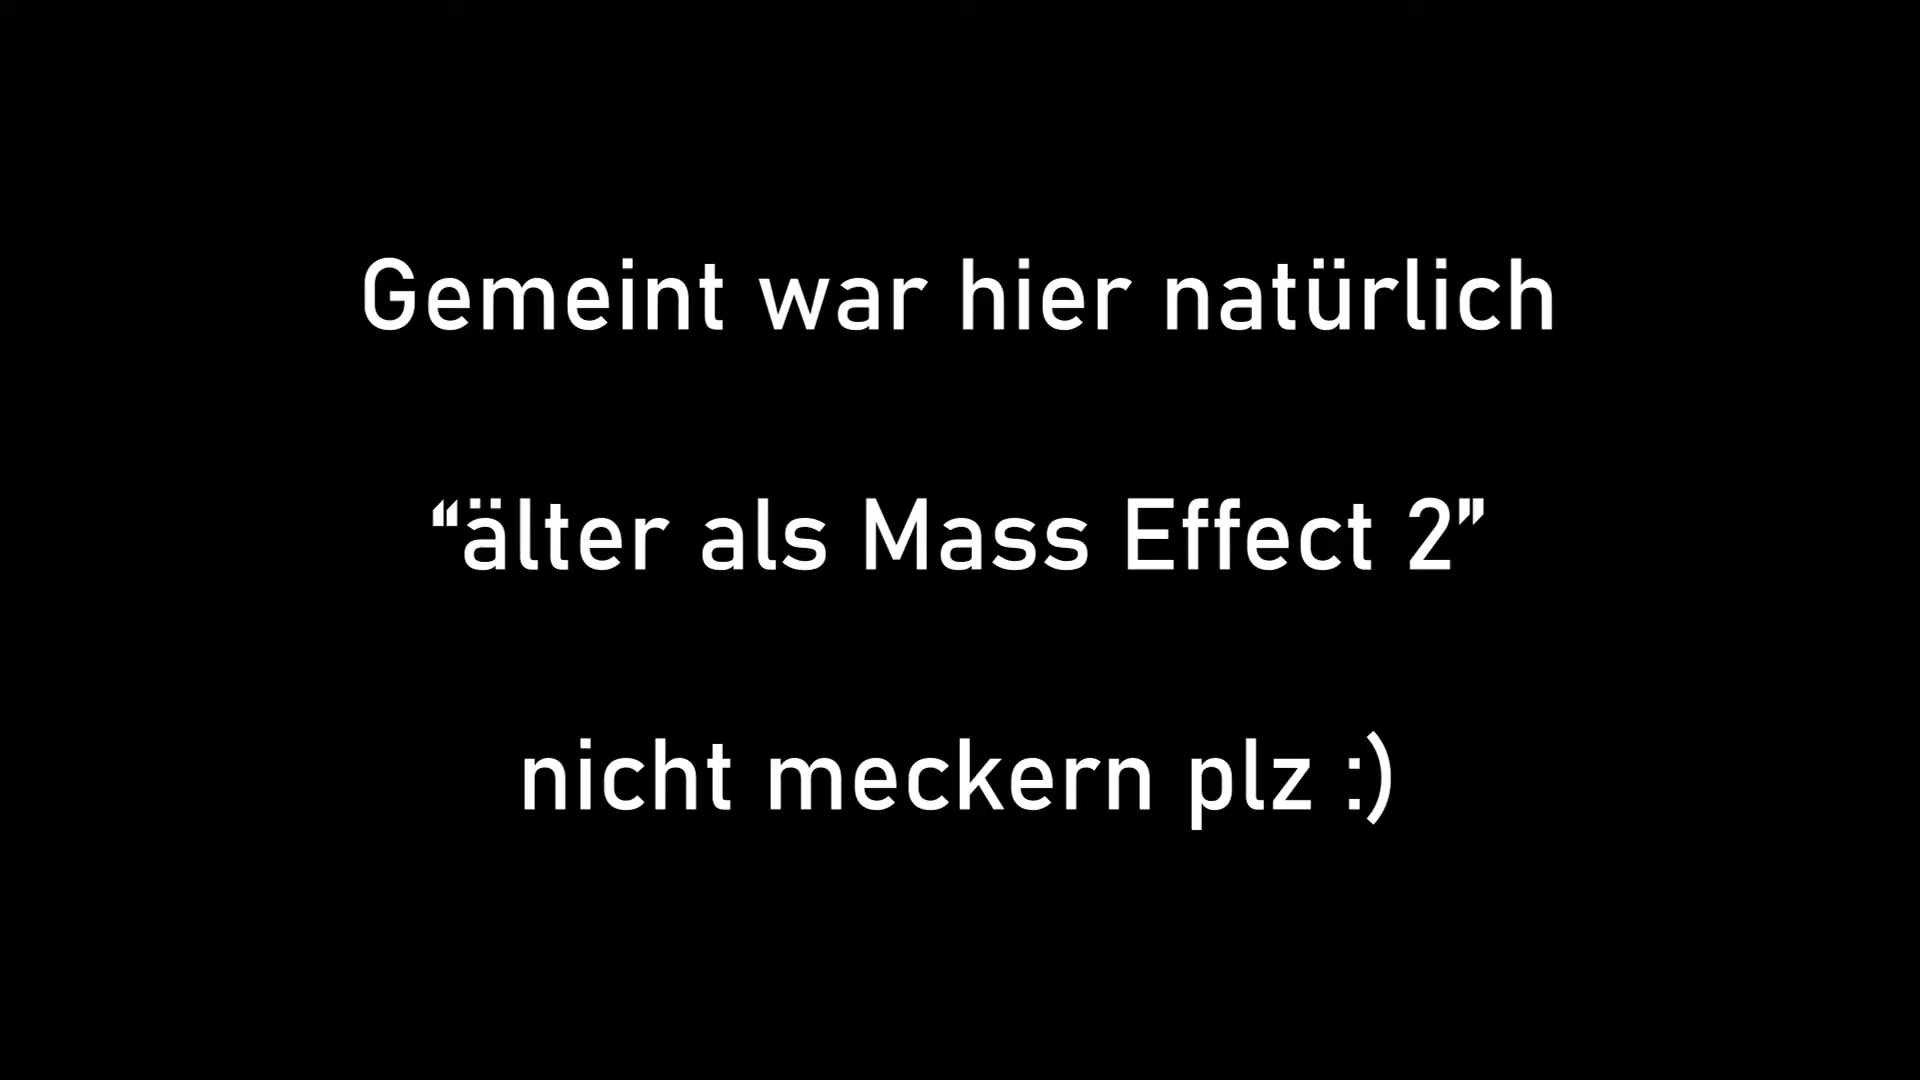 Gemeint war hier natürlich
“älter als Mass Effect 2”
nicht meckern plz :)